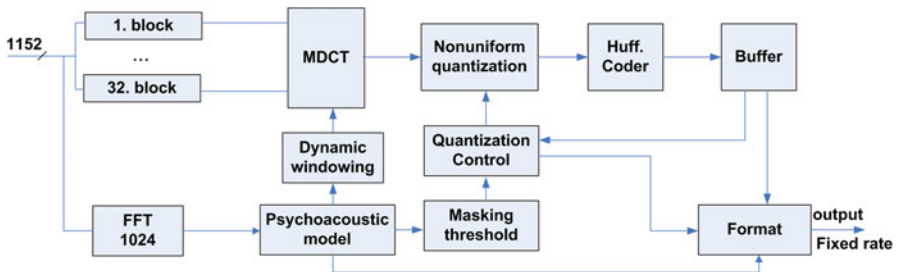 1152
1. block
...
32. block
MDCT
Nonuniform
quantization
Huff.
Coder
Buffer
Dynamic
windowing
Quantization
Control
FFT
1024
Psychoacoustic
model
Masking
threshold
Format
output
Fixed rate